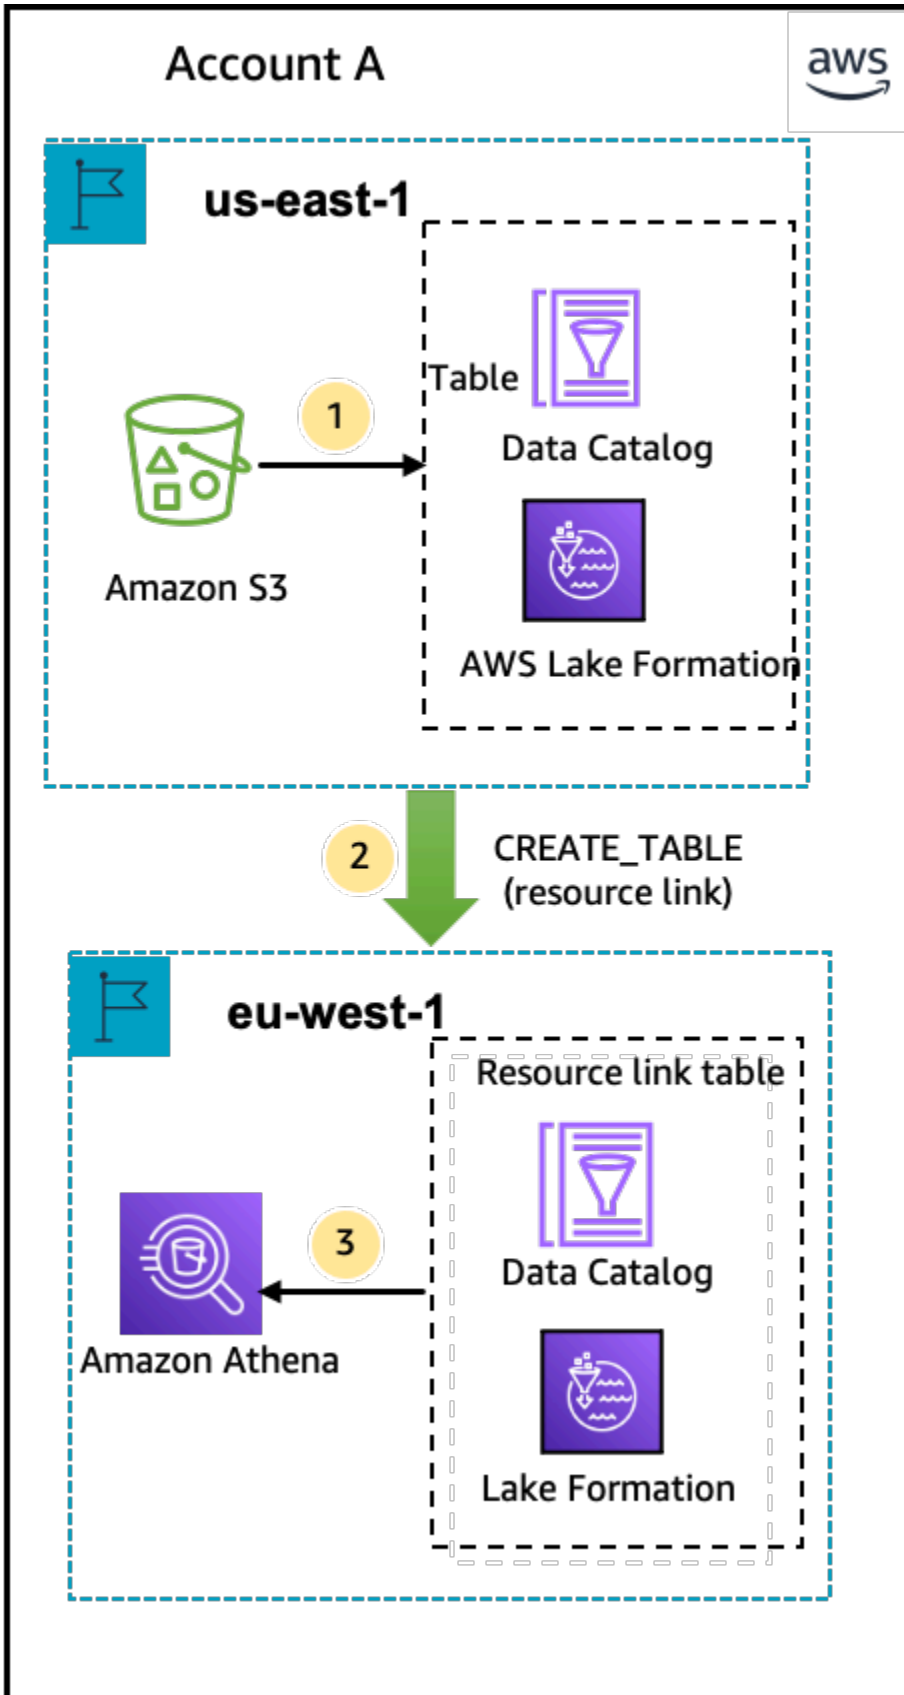 Account A
aws
us-east-1
1
Table
Data Catalog
Amazon S3
AWS Lake Formation
2
CREATE_TABLE
(resource link)
eu-west-1
Resource link table
3
Data Catalog
Amazon Athena
Lake Formation